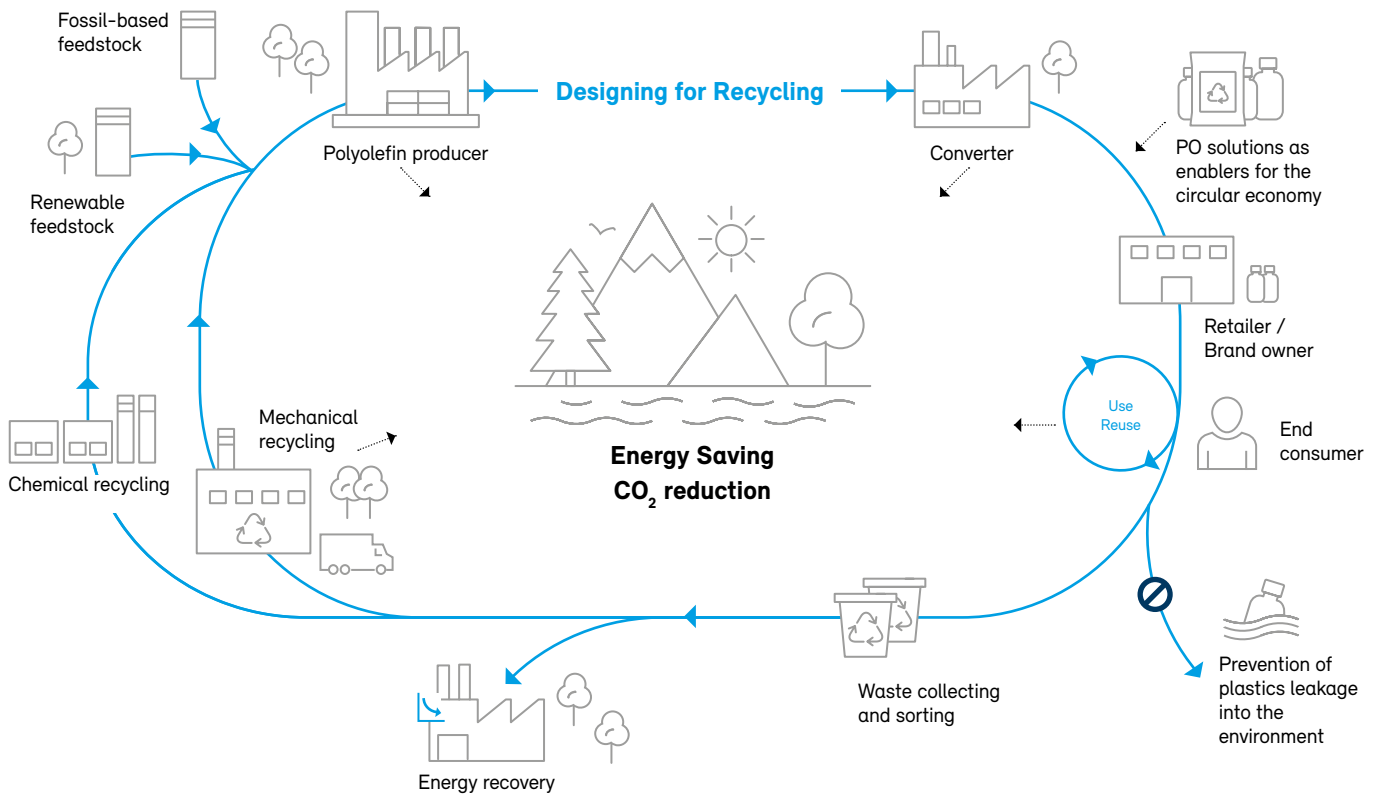 Fossil-based
feedstock
Designing for Recycling
Polyolefin producer
Converter
PO solutions as
enablers for the
circular economy
Renewable
feedstock
Retailer /
Brand owner
Use
Reuse
End
consumer
Mechanical
recycling
Energy Saving
CO₂ reduction
Chemical recycling
Waste collecting
and sorting
Prevention of
plastics leakage
into the
environment
Energy recovery